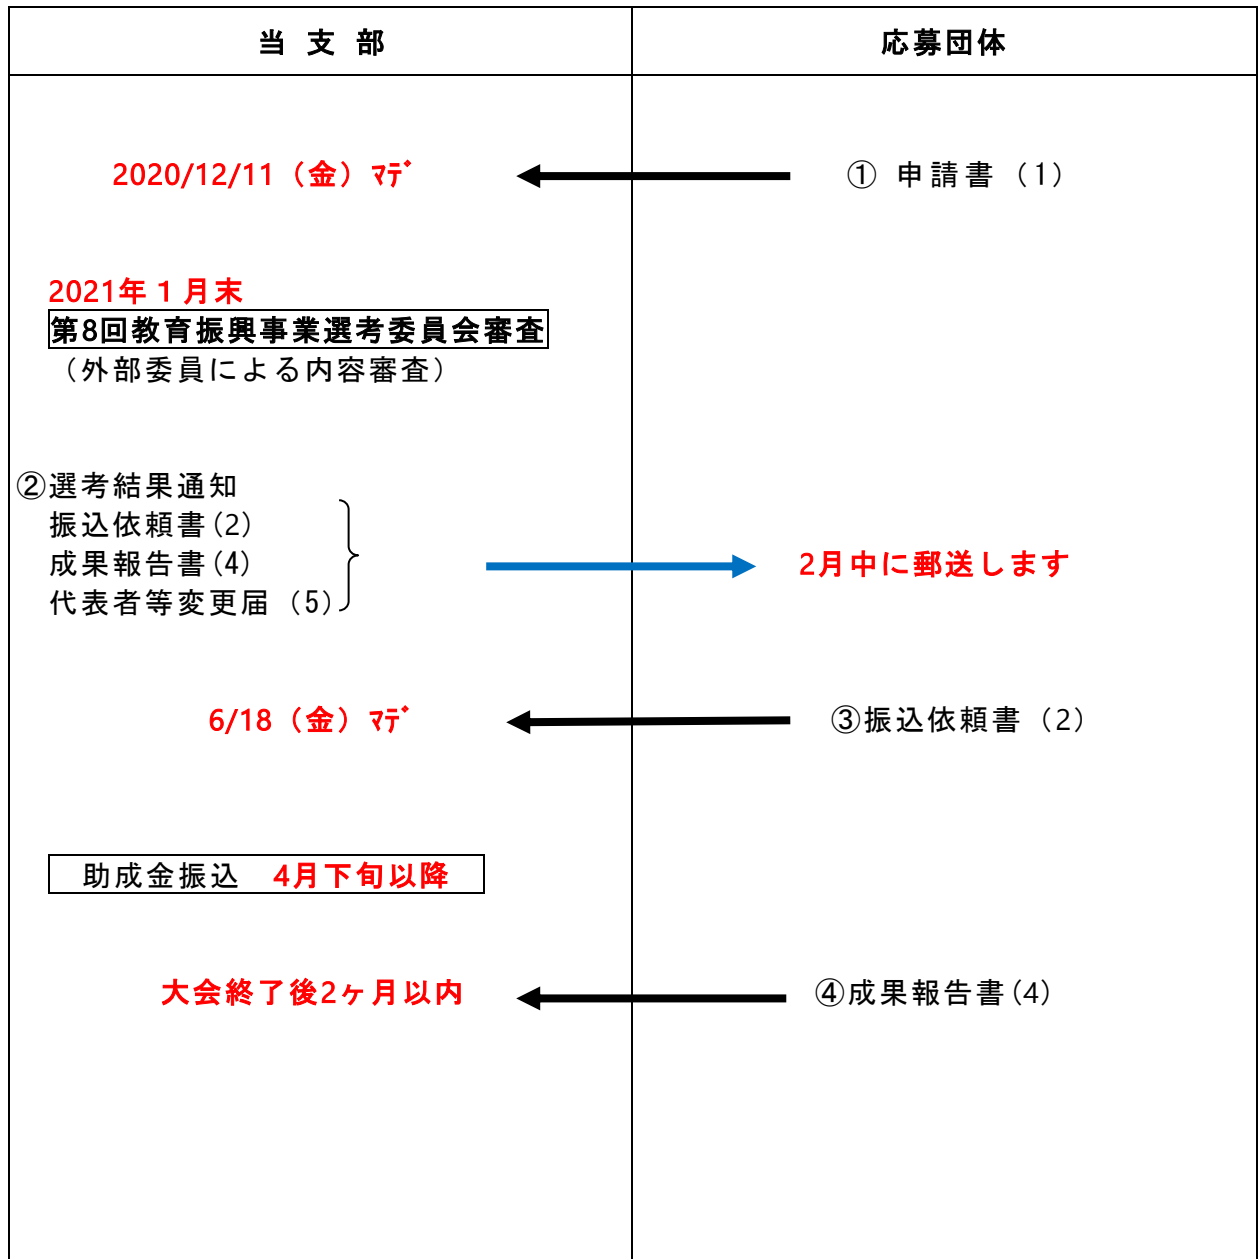 当 支 部
応募団体
2020/12/11（金）ﾏﾃﾞ
① 申請書（1）
2021年１月末
第8回教育振興事業選考委員会審査
（外部委員による内容審査）
②選考結果通知
振込依頼書(2)
成果報告書(4)
代表者等変更届（5）
2月中に郵送します
6/18（金）ﾏﾃﾞ
③振込依頼書（2）
助成金振込　4月下旬以降
大会終了後2ヶ月以内
④成果報告書(4)